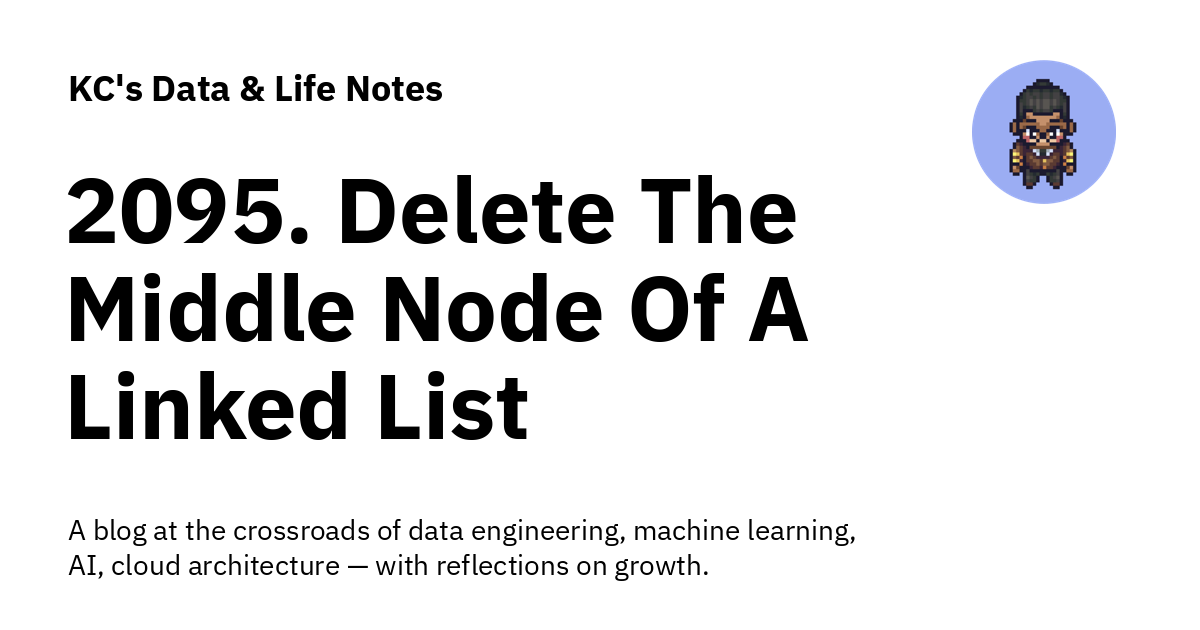 KC's Data & Life Notes
2095. Delete The
Middle Node Of A
Linked List
A blog at the crossroads of data engineering, machine learning,
AI, cloud architecture — with reflections on growth.